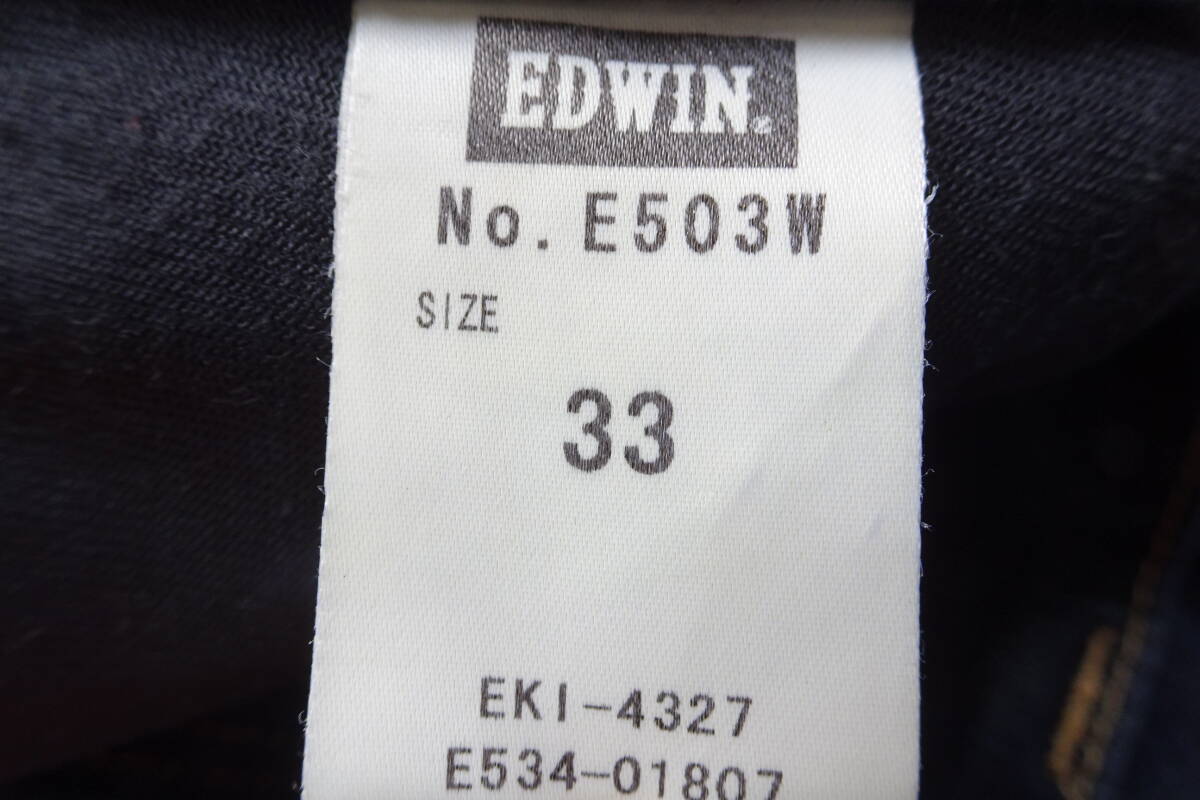 EDWIN®
No. E503W
SIZE
33
EKI-4327
E534-01807